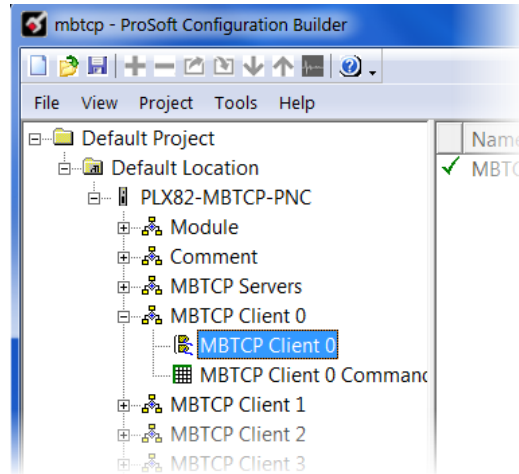 mbtcp - ProSoft Configuration Builder
File View Project Tools Help
Default Project
Default Location
PLX82-MBTCP-PNC
Module
Comment
MBTCP Servers
MBTCP Client 0
MBTCP Client 0
MBTCP Client 0 Comman
MBTCP Client 1
MBTCP Client 2
MBTCP Client 3
Nam
MBTC